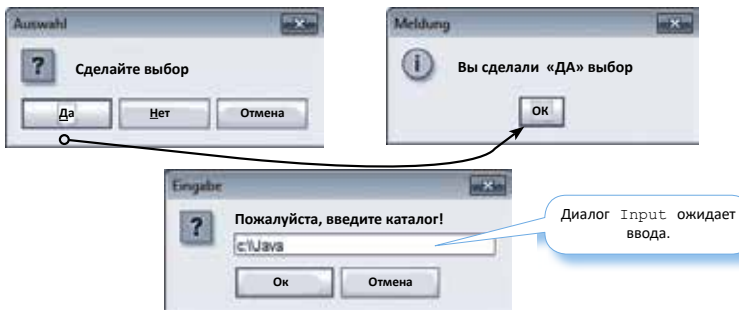 Auswahl
Сделайте выбор
Да
Нет
Отмена
Meldung
Вы сделали «ДА» выбор
ОК
Eingabe
Пожалуйста, введите каталог!
c:\\Java
Ок
Отмена
Диалог Input ожидает
ввода.